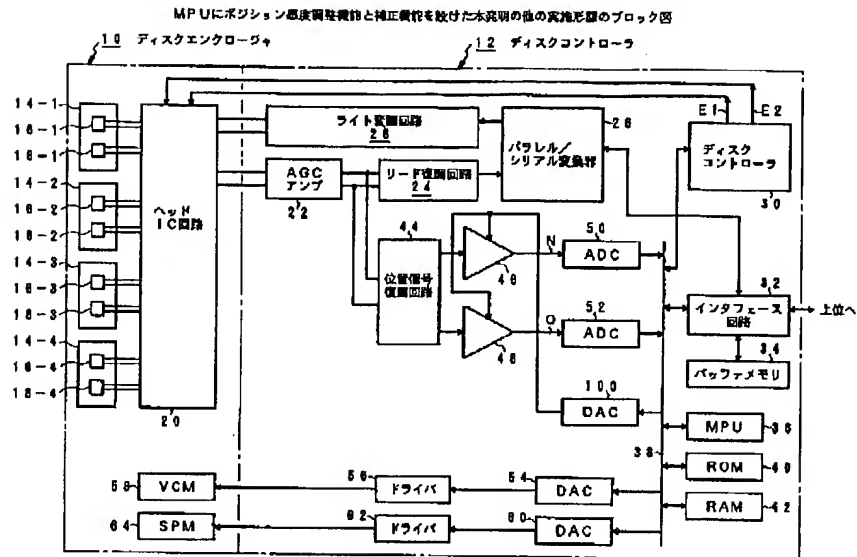 MPUにポジション感度調整機能と補正機能を設けた本発明の他の実施形態のブロック図
10 ディスクエンクロージャ
12 ディスクコントローラ
14-1
16-1
18-1
14-2
16-2
18-2
14-3
16-3
18-3
14-4
16-4
18-4
ヘッド
IC回路
20
ライト変調回路
28
AGC
アンプ
22
リード復調回路
24
パラレル/
シリアル変換器
26
E1
E2
ディスク
コントローラ
30
44
位置信号
復調回路
46
48
N
Q
50
ADC
52
ADC
100
DAC
32
インタフェース
回路
上位へ
34
バッファメモリ
38
MPU
36
ROM
40
RAM
42
58
VCM
56
ドライバ
54
DAC
64
SPM
62
ドライバ
60
DAC